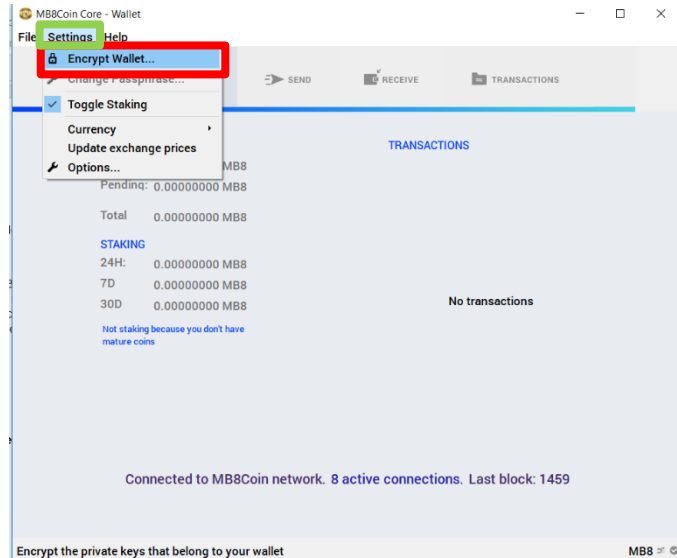 MB8Coin Core - Wallet
File Settings Help
Encrypt Wallet...
Change Passphrase...
SEND
RECEIVE
TRANSACTIONS
Toggle Staking
Currency
Update exchange prices
Options...
TRANSACTIONS
MB8
Pending: 0.00000000 MB8
Total 0.00000000 MB8
STAKING
24H: 0.00000000 MB8
7D 0.00000000 MB8
30D 0.00000000 MB8
Not staking because you don't have
mature coins
No transactions
Connected to MB8Coin network. 8 active connections. Last block: 1459
Encrypt the private keys that belong to your wallet
MB8